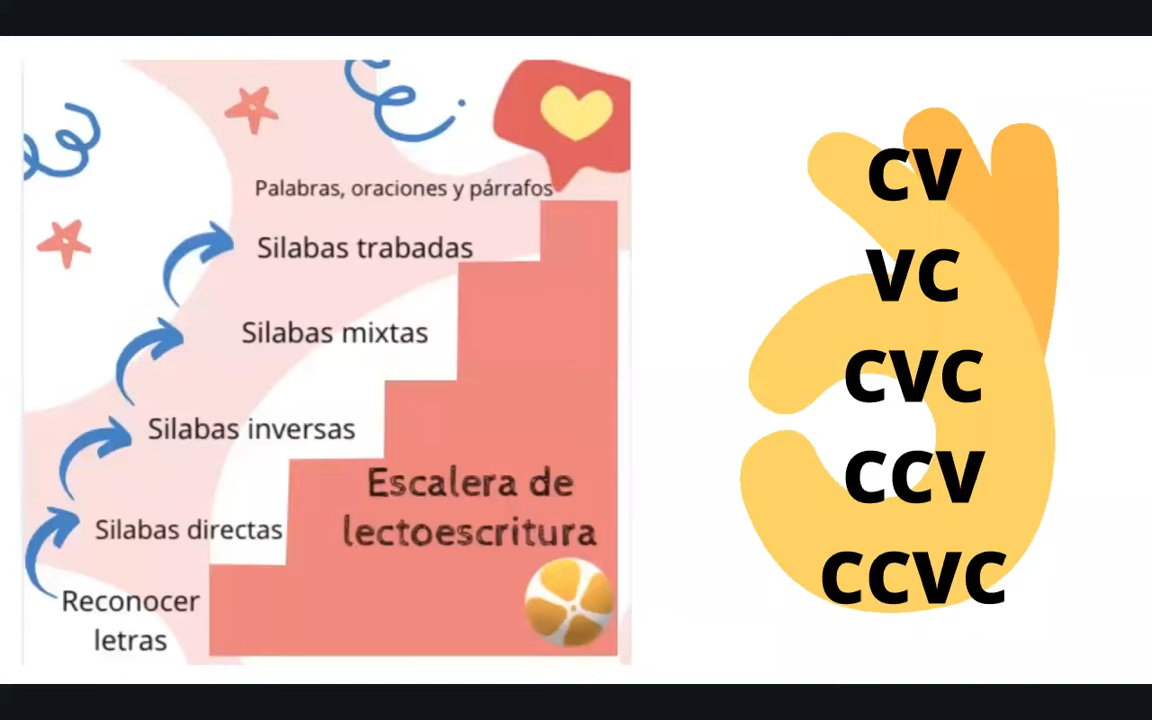 Palabras, oraciones y párrafos
Silabas trabadas
Silabas mixtas
Silabas inversas
Silabas directas
Reconocer
letras
Escalera de
lectoescritura
CV
VC
CVC
CCV
CCVC